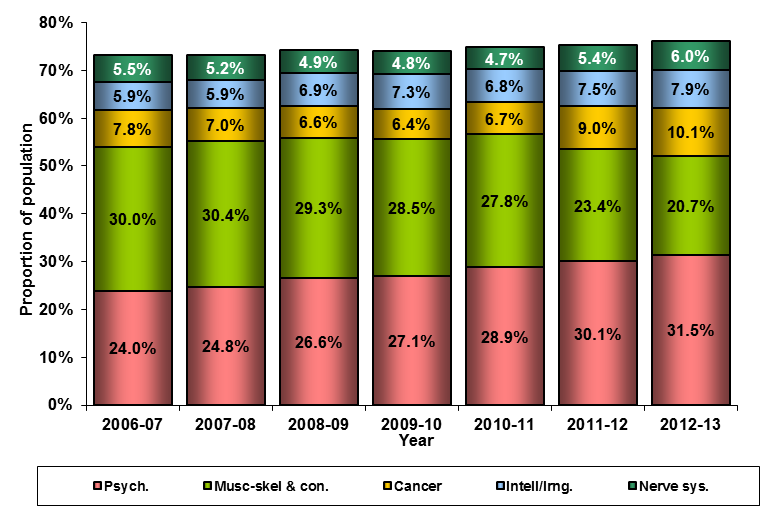 80%
70%
60%
50%
40%
30%
20%
10%
0%
Proportion of population
5.5% 5.2% 4.9% 4.8% 4.7% 5.4% 6.0%
5.9% 5.9% 6.9% 7.3% 6.8% 7.5% 7.9%
7.8% 7.0% 6.6% 6.4% 6.7% 9.0% 10.1%
30.0% 30.4% 29.3% 28.5% 27.8% 23.4% 20.7%
24.0% 24.8% 26.6% 27.1% 28.9% 30.1% 31.5%
2006-07 2007-08 2008-09 2009-10 2010-11 2011-12 2012-13
Year
Psych. Musc-skel & con. Cancer Intell/lrng. Nerve sys.